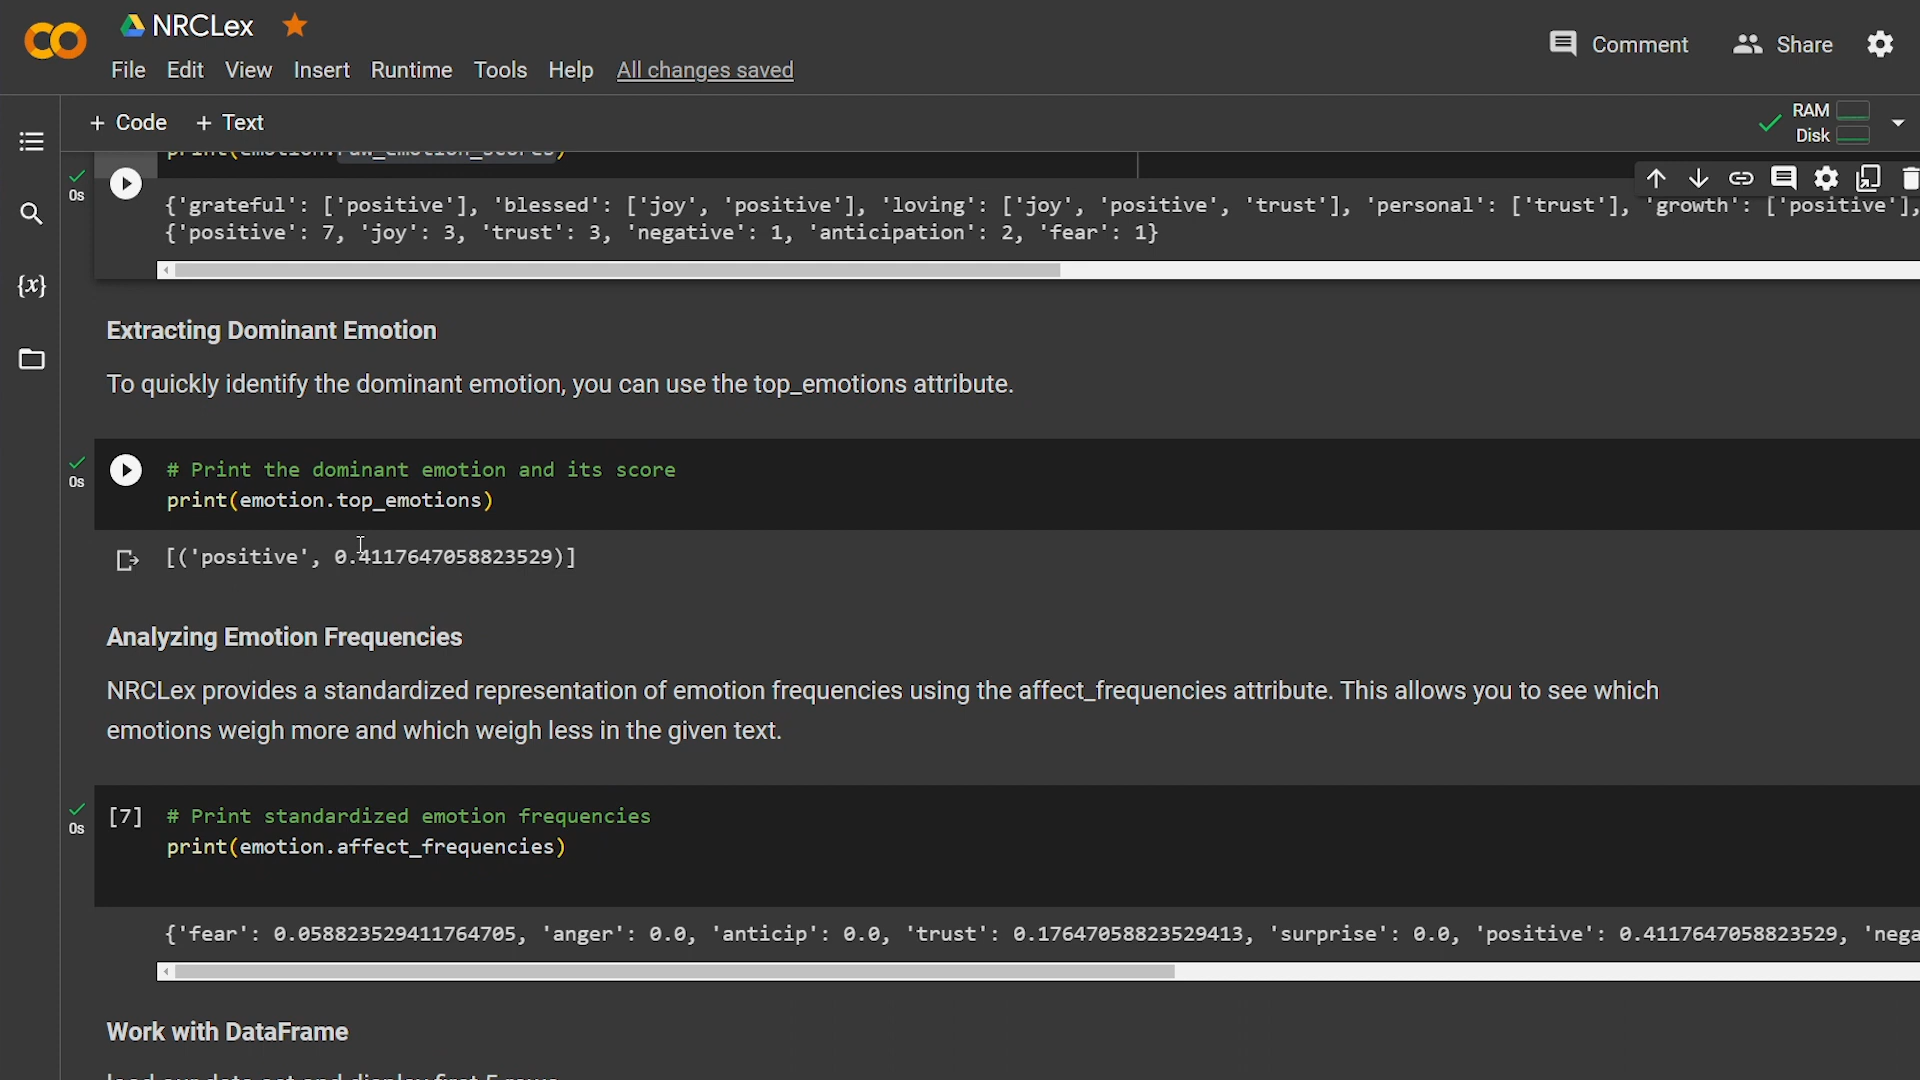 NRCLex
File Edit View Insert Runtime Tools Help All changes saved
Comment Share
+ Code + Text
RAM
Disk
print(emotion.raw_emotion_scores)
0s
{'grateful': ['positive'], 'blessed': ['joy', 'positive'], 'loving': ['joy', 'positive', 'trust'], 'personal': ['trust'], 'growth': ['positive'],
{'positive': 7, 'joy': 3, 'trust': 3, 'negative': 1, 'anticipation': 2, 'fear': 1}
{x}
Extracting Dominant Emotion
To quickly identify the dominant emotion, you can use the top_emotions attribute.
0s
# Print the dominant emotion and its score
print(emotion.top_emotions)
[('positive', 0.4117647058823529)]
Analyzing Emotion Frequencies
NRCLex provides a standardized representation of emotion frequencies using the affect_frequencies attribute. This allows you to see which
emotions weigh more and which weigh less in the given text.
0s
[7] # Print standardized emotion frequencies
print(emotion.affect_frequencies)
{'fear': 0.058823529411764705, 'anger': 0.0, 'anticip': 0.0, 'trust': 0.17647058823529413, 'surprise': 0.0, 'positive': 0.4117647058823529, 'nega
Work with DataFrame